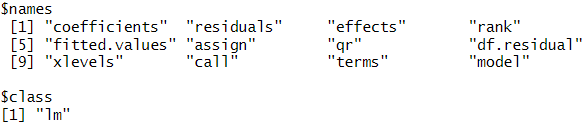 $names
 [1] "coefficients"  "residuals"     "effects"       "rank"
 [5] "fitted.values" "assign"        "qr"            "df.residual"
 [9] "xlevels"       "call"          "terms"         "model"

$class
[1] "lm"